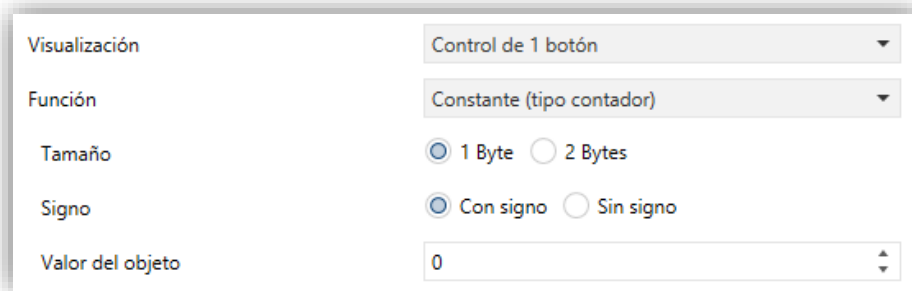 Visualización Control de 1 botón
Función Constante (tipo contador)
Tamaño 1 Byte 2 Bytes
Signo Con signo Sin signo
Valor del objeto 0